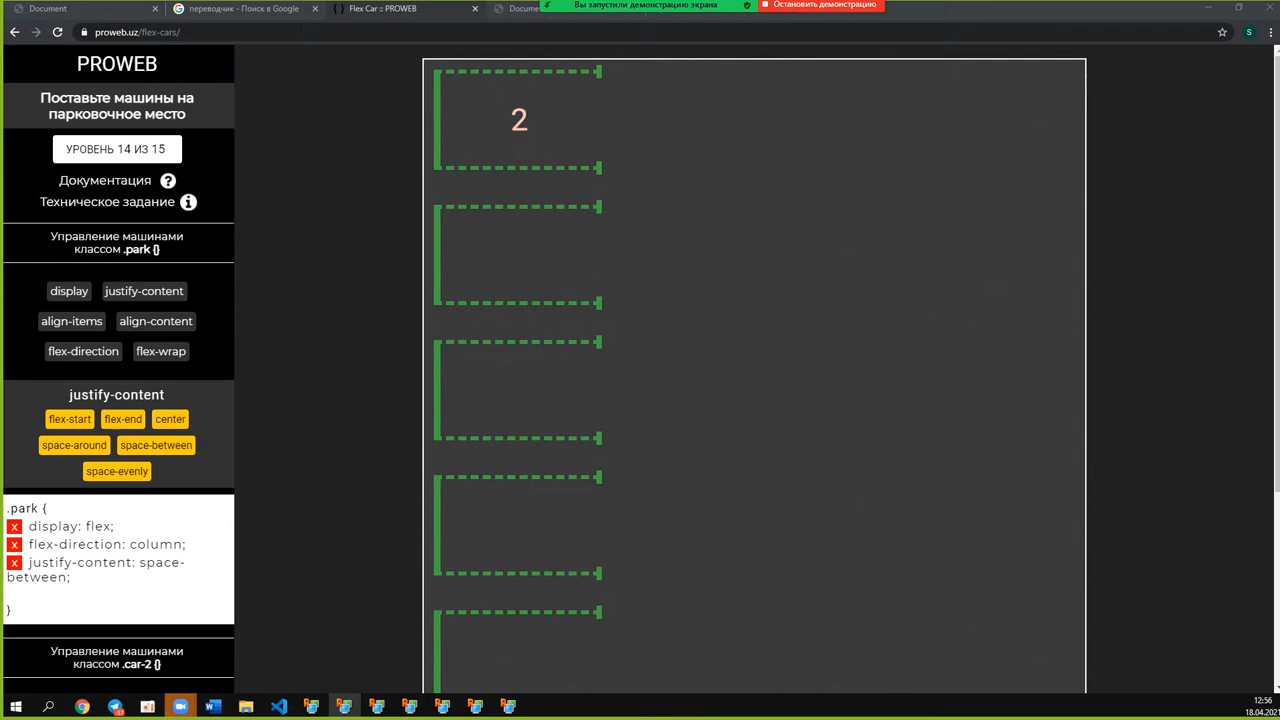 Document
переводчик - Поиск в Google
Flex Car :: PROWEB
Docume
Вы запустили демонстрацию экрана
Остановить демонстрацию
proweb.uz/flex-cars/
S
PROWEB
Поставьте машины на
парковочное место
УРОВЕНЬ 14 ИЗ 15
Документация ?
Техническое задание i
Управление машинами
классом .park {}
display justify-content
align-items align-content
flex-direction flex-wrap
justify-content
flex-start flex-end center
space-around space-between
space-evenly
.park {
x display: flex;
x flex-direction: column;
x justify-content: space-
between;
}
Управление машинами
классом .car-2 {}
2
12:56
18.04.202